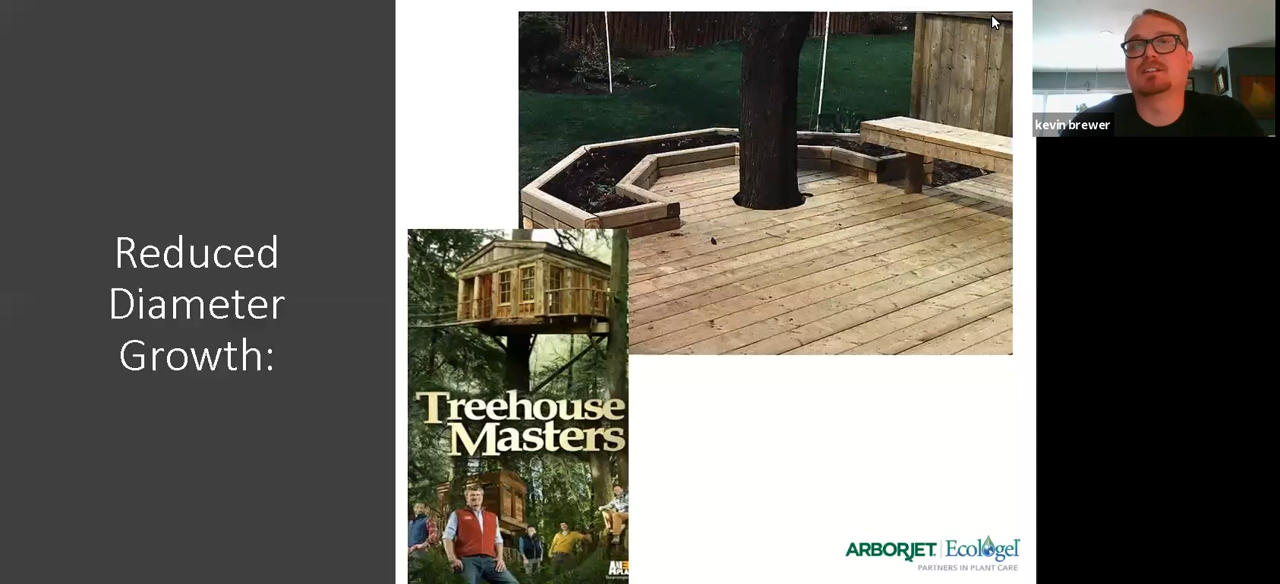 Reduced
Diameter
Growth:
Treehouse
Masters
kevin brewer
ARBORJET | Ecologel
PARTNERS IN PLANT CARE